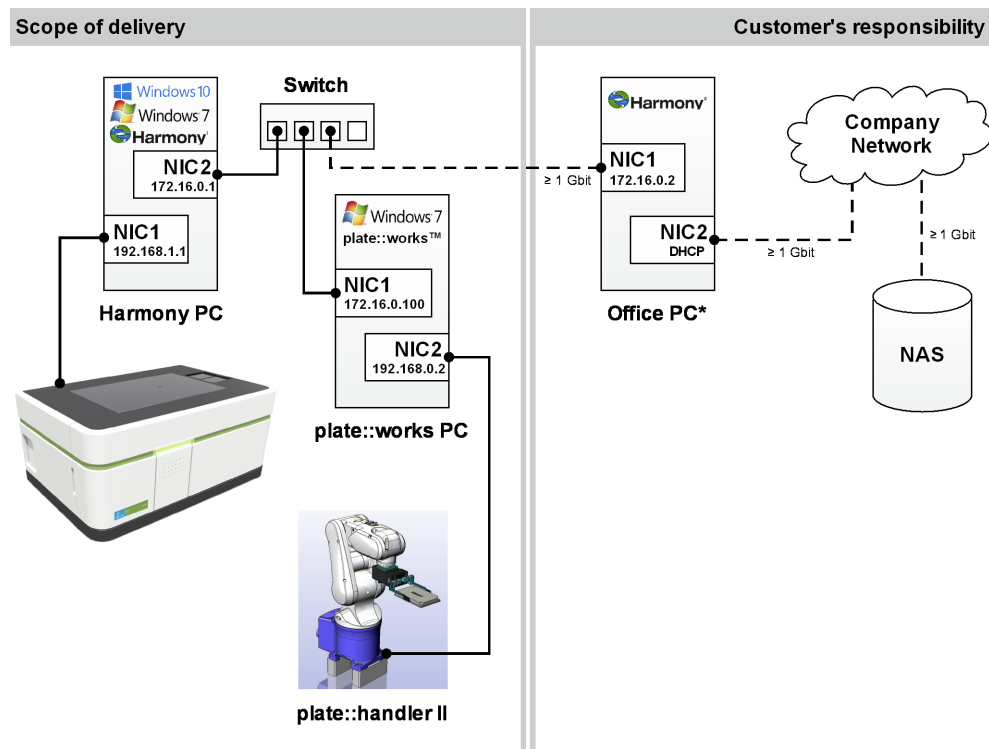 Scope of delivery
Customer's responsibility
Windows 10
Windows 7
Harmony
NIC2
172.16.0.1
NIC1
192.168.1.1
Harmony PC
Switch
Windows 7
plate::works™
NIC1
172.16.0.100
NIC2
192.168.0.2
plate::works PC
plate::handler II
Harmony
NIC1
172.16.0.2
≥ 1 Gbit
NIC2
DHCP
≥ 1 Gbit
Office PC*
Company
Network
≥ 1 Gbit
NAS